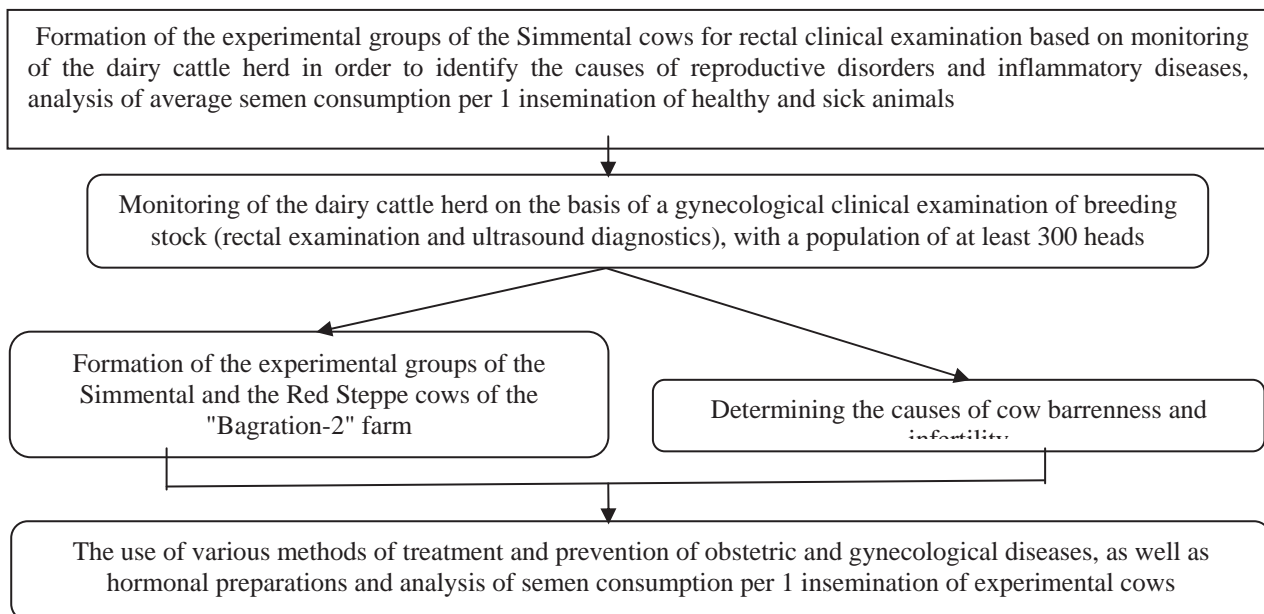 Formation of the experimental groups of the Simmental cows for rectal clinical examination based on monitoring
of the dairy cattle herd in order to identify the causes of reproductive disorders and inflammatory diseases,
analysis of average semen consumption per 1 insemination of healthy and sick animals
Monitoring of the dairy cattle herd on the basis of a gynecological clinical examination of breeding
stock (rectal examination and ultrasound diagnostics), with a population of at least 300 heads
Formation of the experimental groups of the
Simmental and the Red Steppe cows of the
"Bagration-2" farm
Determining the causes of cow barrenness and
infertility
The use of various methods of treatment and prevention of obstetric and gynecological diseases, as well as
hormonal preparations and analysis of semen consumption per 1 insemination of experimental cows